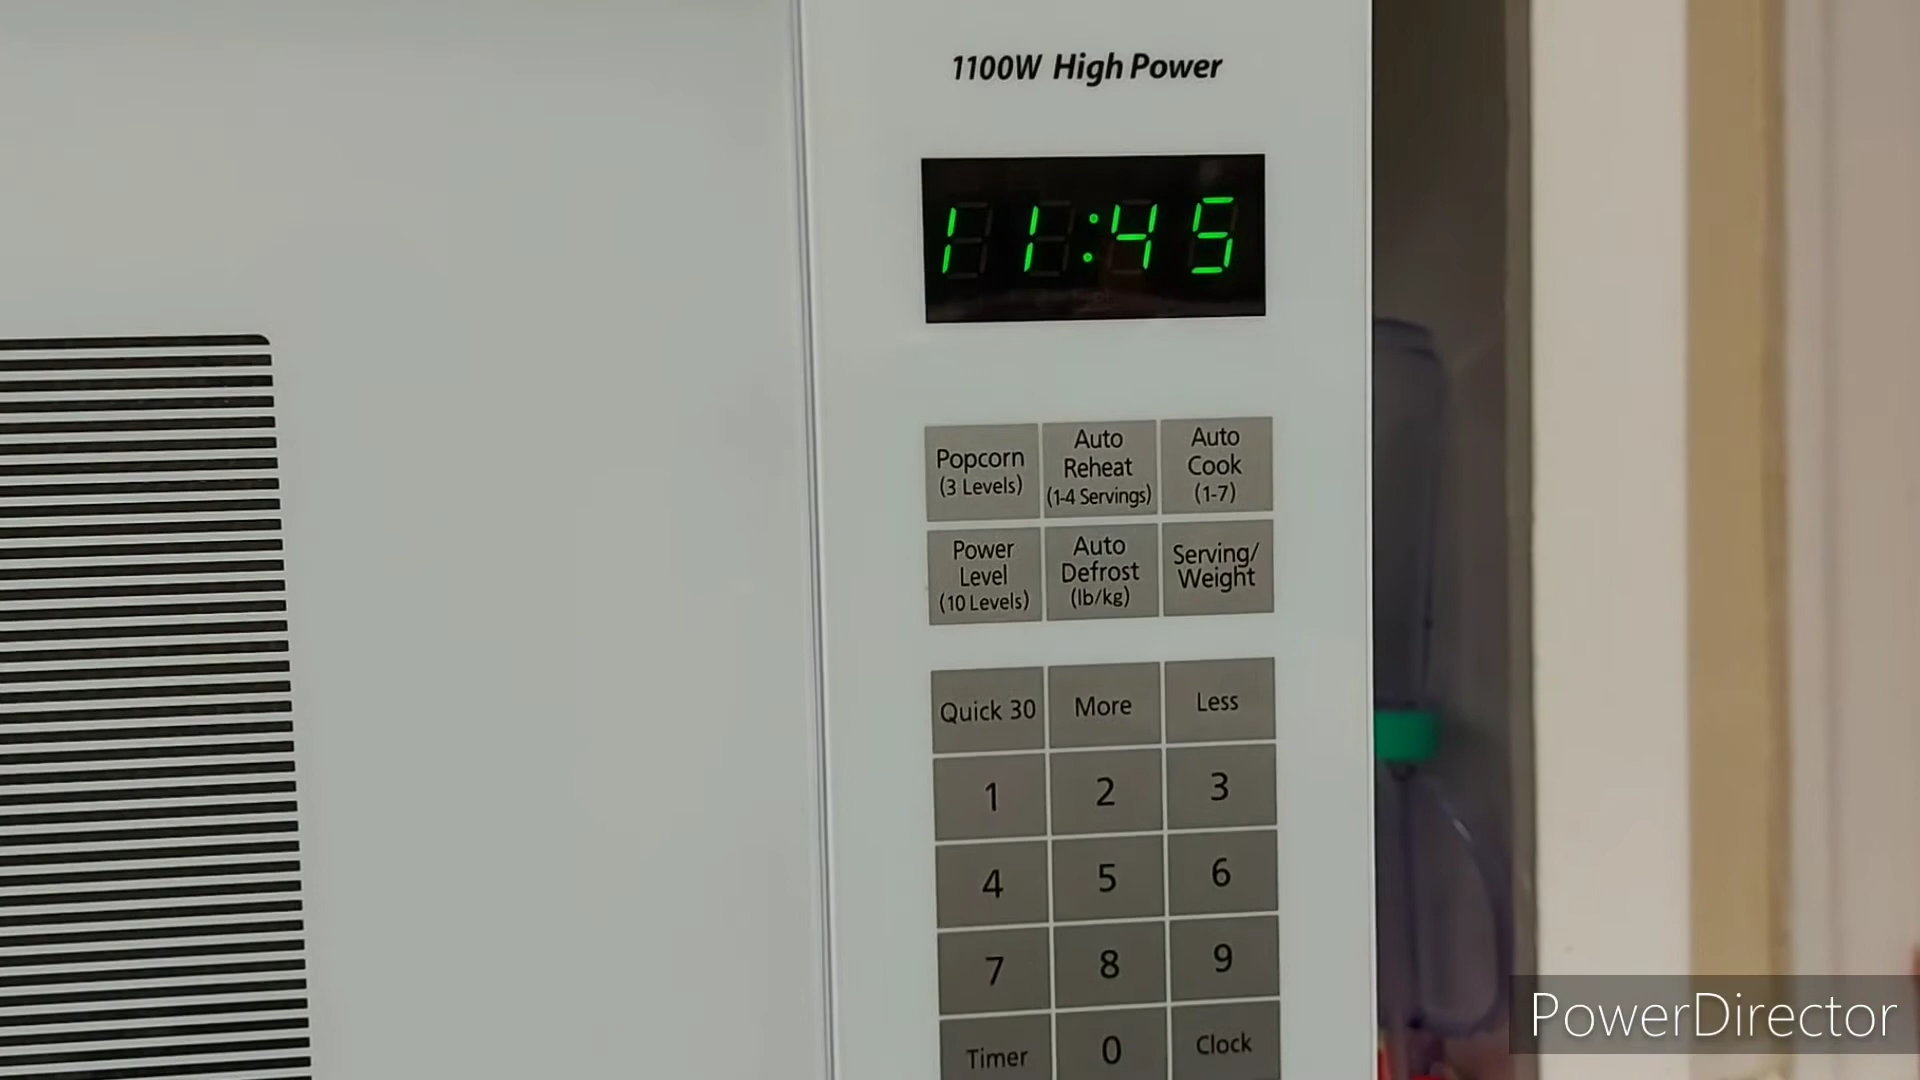 1100W High Power
11:45
Popcorn
(3 Levels)
Auto
Reheat
(1-4 Servings)
Auto
Cook
(1-7)
Power
Level
(10 Levels)
Auto
Defrost
(lb/kg)
Serving/
Weight
Quick 30
More
Less
1
2
3
4
5
6
7
8
9
Timer
0
Clock
PowerDirector